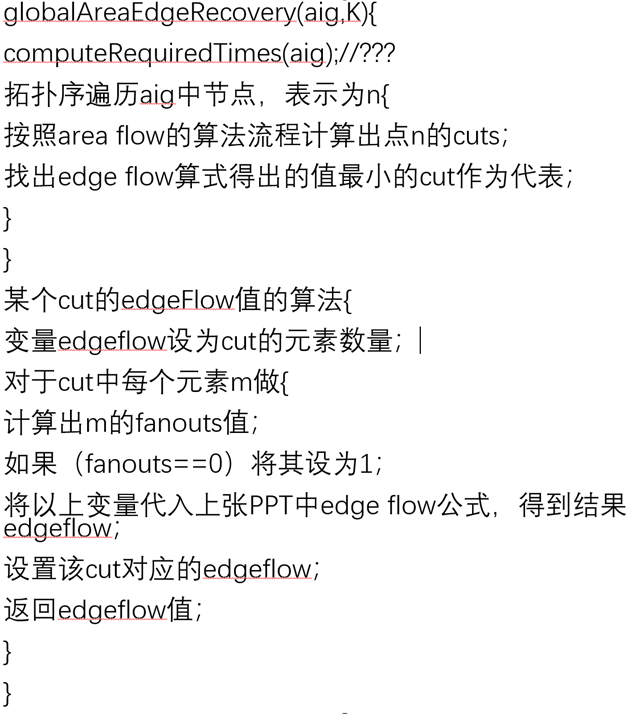 globalAreaEdgeRecovery(aig,K){
computeRequiredTimes(aig);//???
拓扑序遍历aig中节点，表示为n{
按照area flow的算法流程计算出点n的cuts；
找出edge flow算式得出的值最小的cut作为代表；
}
}
某个cut的edgeFlow值的算法{
变量edgeflow设为cut的元素数量；
对于cut中每个元素m做{
计算出m的fanouts值；
如果（fanouts==0）将其设为1；
将以上变量代入上张PPT中edge flow公式，得到结果
edgeflow；
设置该cut对应的edgeflow；
返回edgeflow值；
}
}